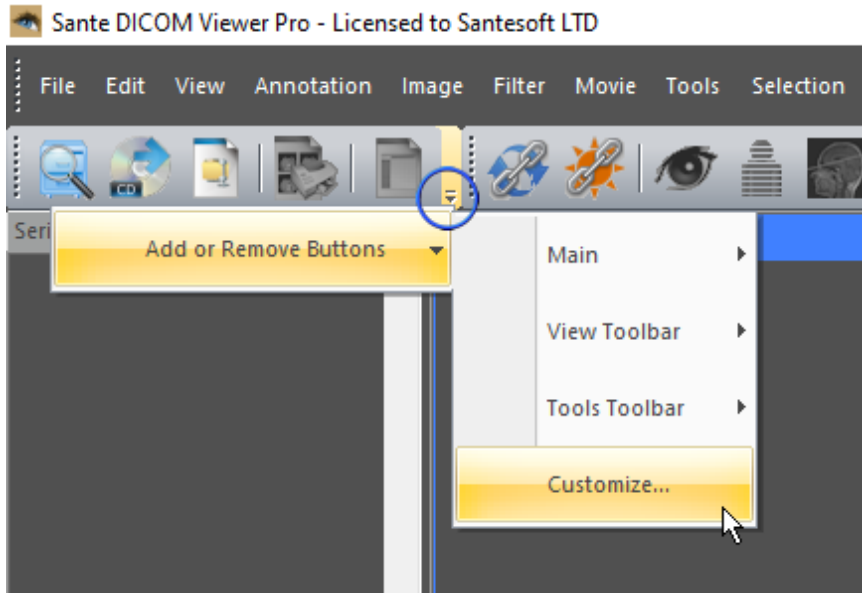 Sante DICOM Viewer Pro - Licensed to Santesoft LTD
File Edit View Annotation Image Filter Movie Tools Selection
CD
Seri
Add or Remove Buttons
Main
View Toolbar
Tools Toolbar
Customize...